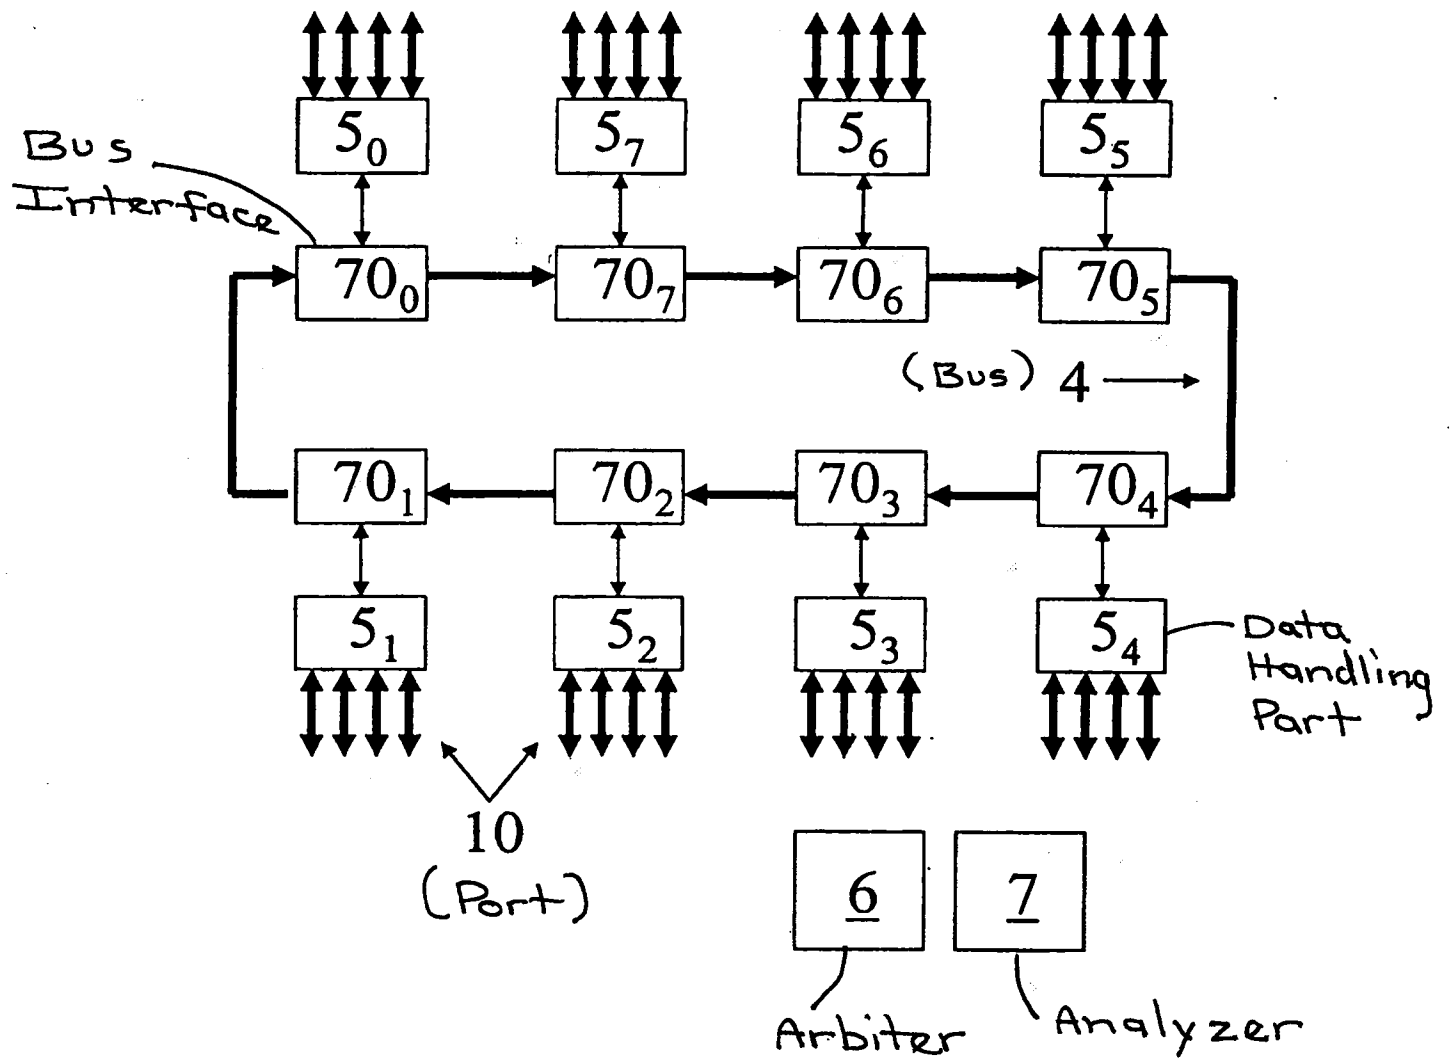 5₀ 5₇ 5₆ 5₅
Bus
Interface
70₀ 70₇ 70₆ 70₅
(Bus) 4
70₁ 70₂ 70₃ 70₄
5₁ 5₂ 5₃ 5₄
Data
Handling
Part
10
(Port)
6 7
Arbiter Analyzer